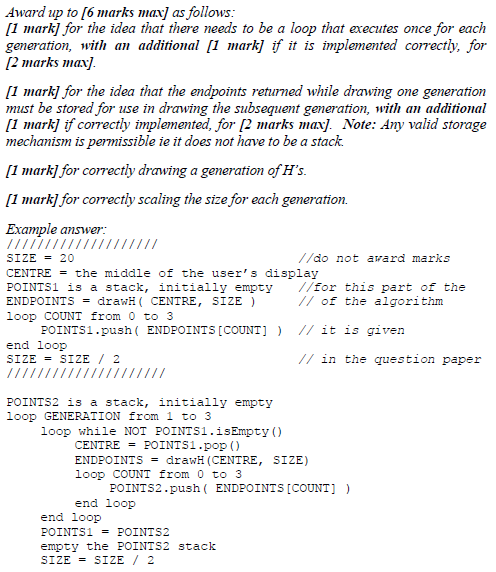 Award up to [6 marks max] as follows:
[1 mark] for the idea that there needs to be a loop that executes once for each
generation, with an additional [1 mark] if it is implemented correctly, for
[2 marks max].
[1 mark] for the idea that the endpoints returned while drawing one generation
must be stored for use in drawing the subsequent generation, with an additional
[1 mark] if correctly implemented, for [2 marks max]. Note: Any valid storage
mechanism is permissible ie it does not have to be a stack.
[1 mark] for correctly drawing a generation of H's.
[1 mark] for correctly scaling the size for each generation.
Example answer:
////////////////////
SIZE = 20 //do not award marks
CENTRE = the middle of the user's display
POINTS1 is a stack, initially empty //for this part of the
ENDPOINTS = drawH( CENTRE, SIZE ) // of the algorithm
loop COUNT from 0 to 3
POINTS1.push( ENDPOINTS[COUNT] ) // it is given
end loop
SIZE = SIZE / 2 // in the question paper
/////////////////////
POINTS2 is a stack, initially empty
loop GENERATION from 1 to 3
loop while NOT POINTS1.isEmpty()
CENTRE = POINTS1.pop()
ENDPOINTS = drawH(CENTRE, SIZE)
loop COUNT from 0 to 3
POINTS2.push( ENDPOINTS[COUNT] )
end loop
end loop
POINTS1 = POINTS2
empty the POINTS2 stack
SIZE = SIZE / 2